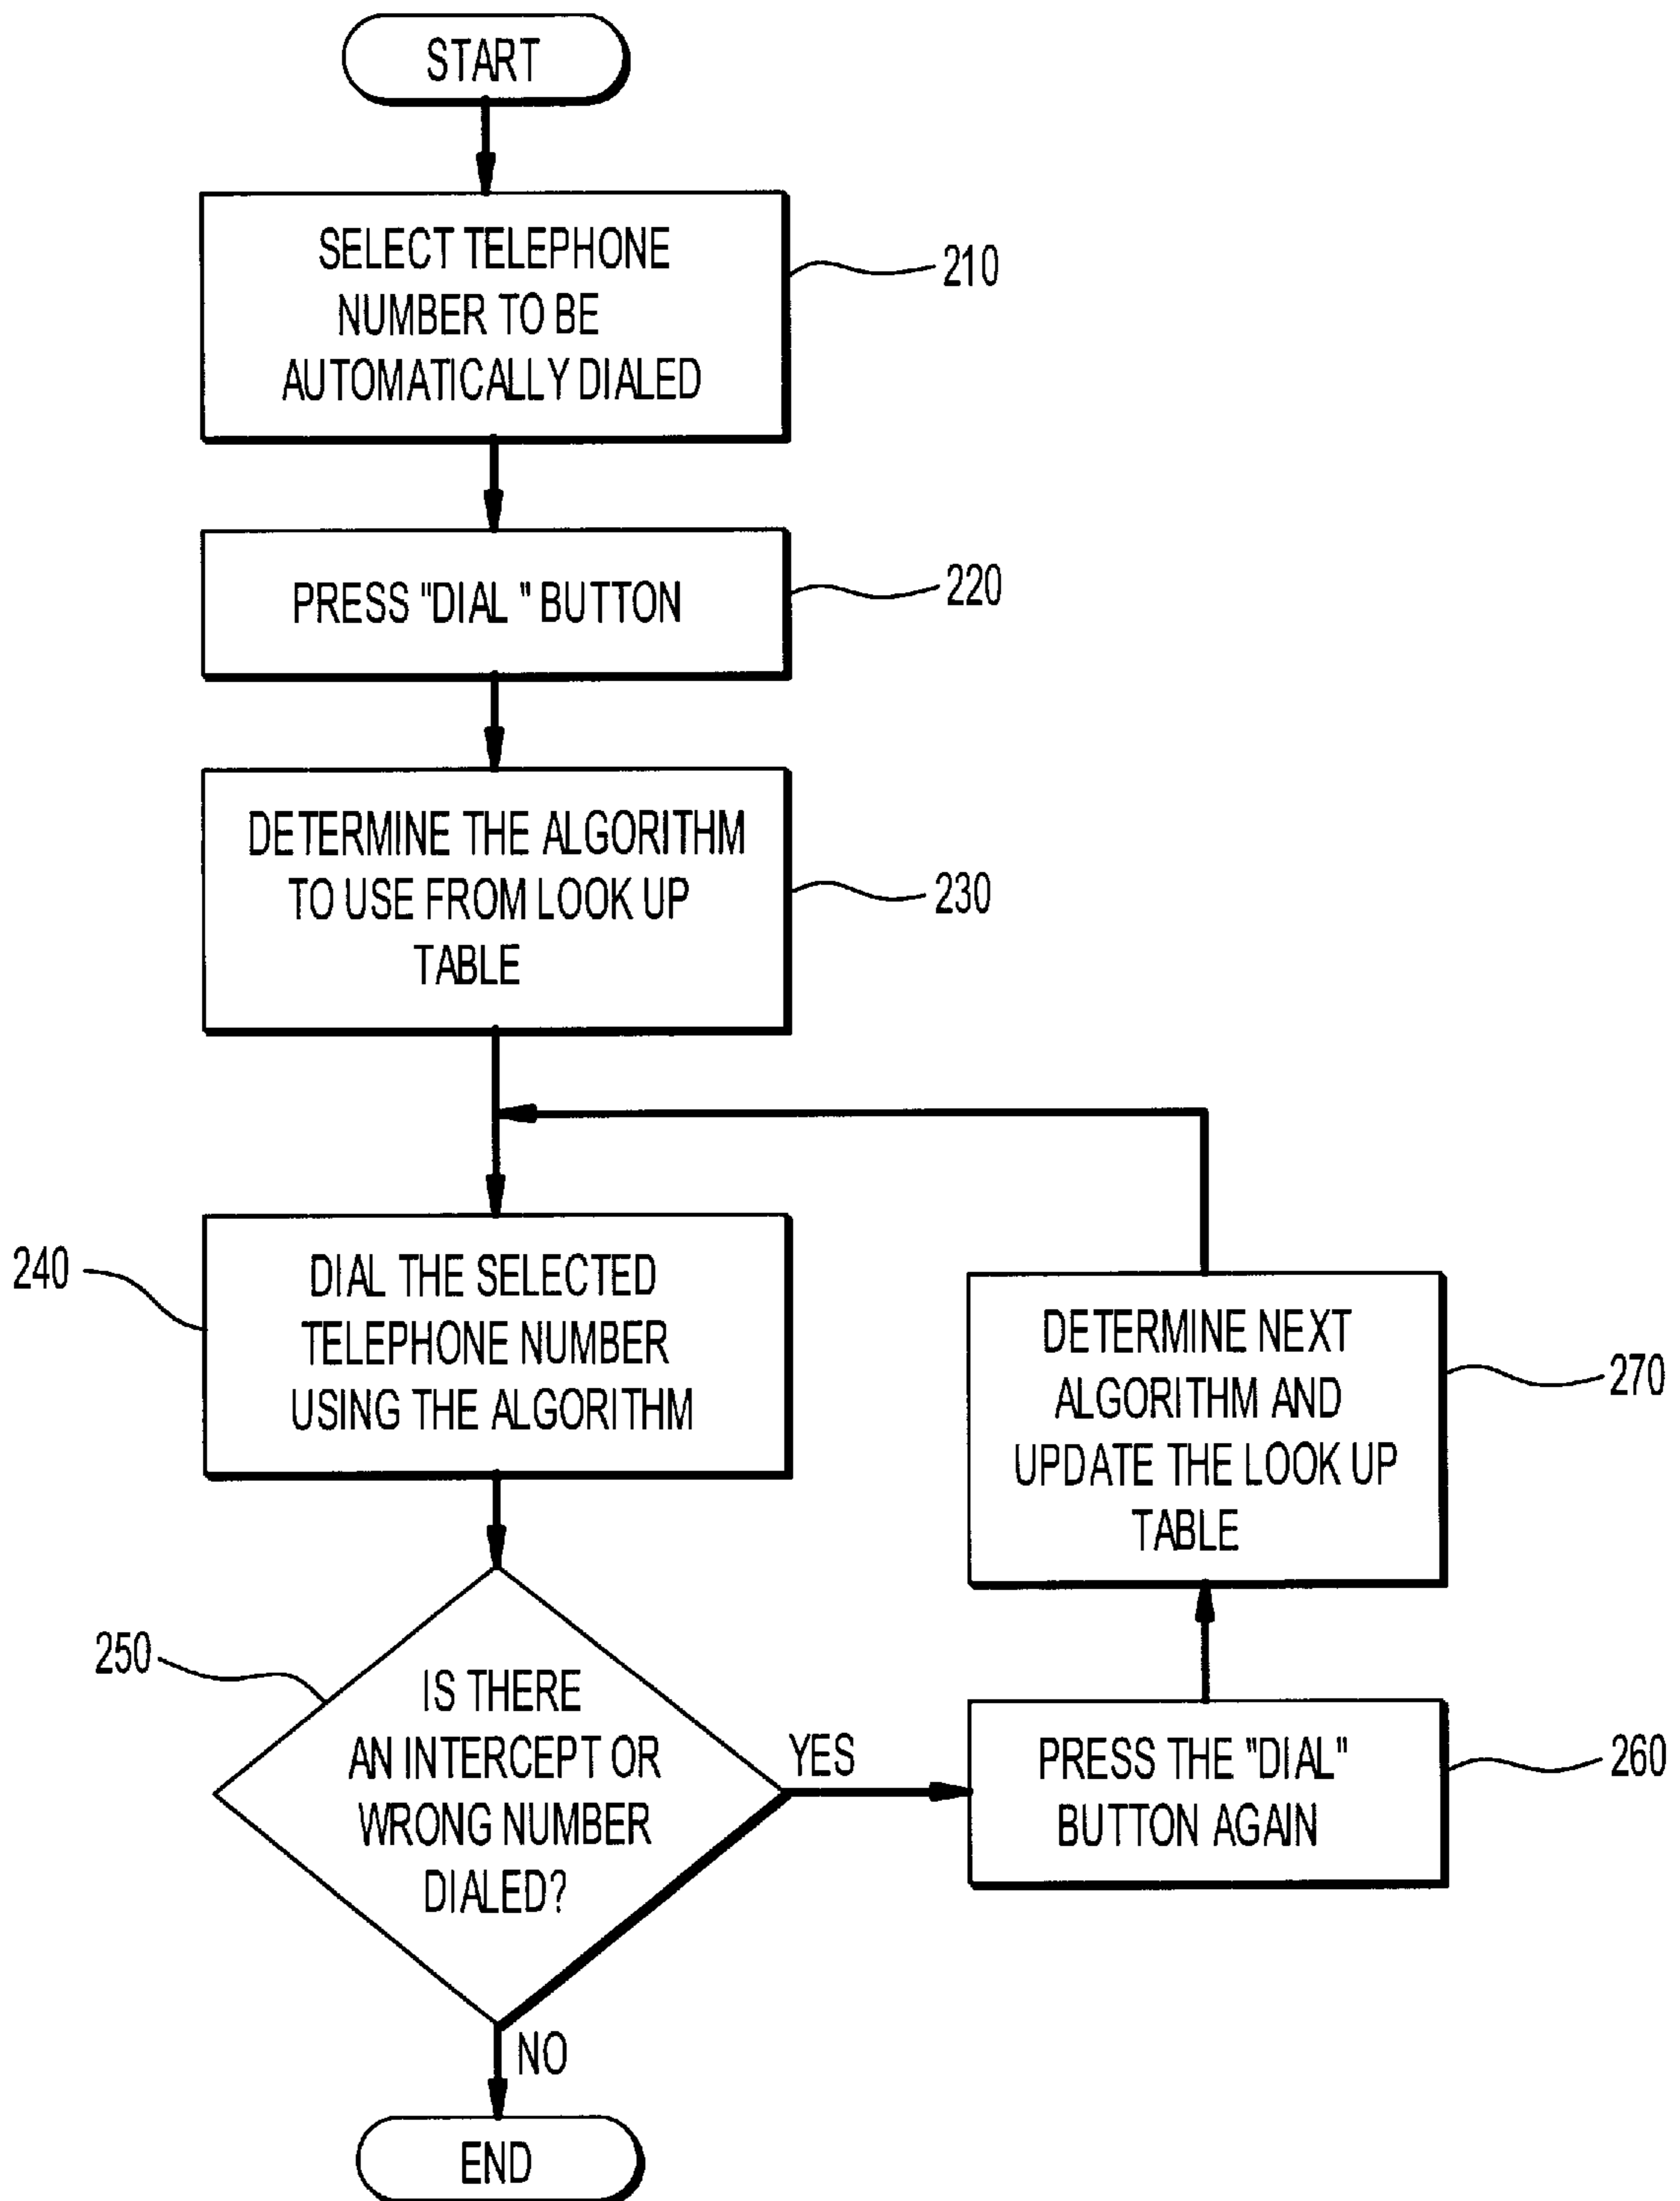 START
SELECT TELEPHONE
NUMBER TO BE
AUTOMATICALLY DIALED
210
PRESS "DIAL " BUTTON
220
DETERMINE THE ALGORITHM
TO USE FROM LOOK UP
TABLE
230
240
DIAL THE SELECTED
TELEPHONE NUMBER
USING THE ALGORITHM
DETERMINE NEXT
ALGORITHM AND
UPDATE THE LOOK UP
TABLE
270
250
IS THERE
AN INTERCEPT OR
WRONG NUMBER
DIALED?
YES
PRESS THE "DIAL"
BUTTON AGAIN
260
NO
END